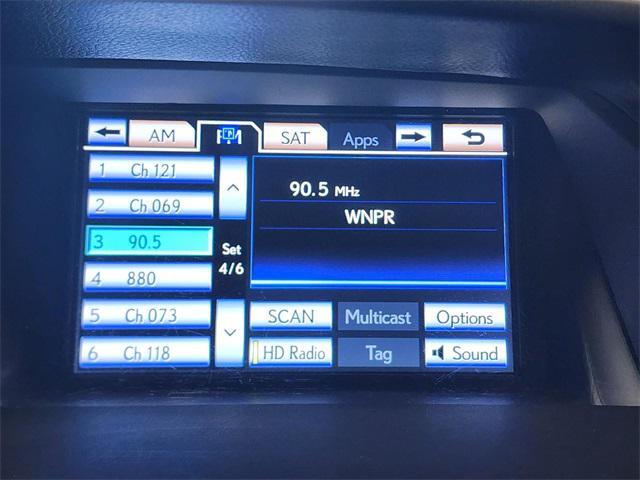 AM FM SAT Apps
1 Ch 121
2 Ch 069
3 90.5
4 880
5 Ch 073
6 Ch 118
Set
4/6
90.5 MHz
WNPR
SCAN Multicast Options
HD Radio Tag Sound